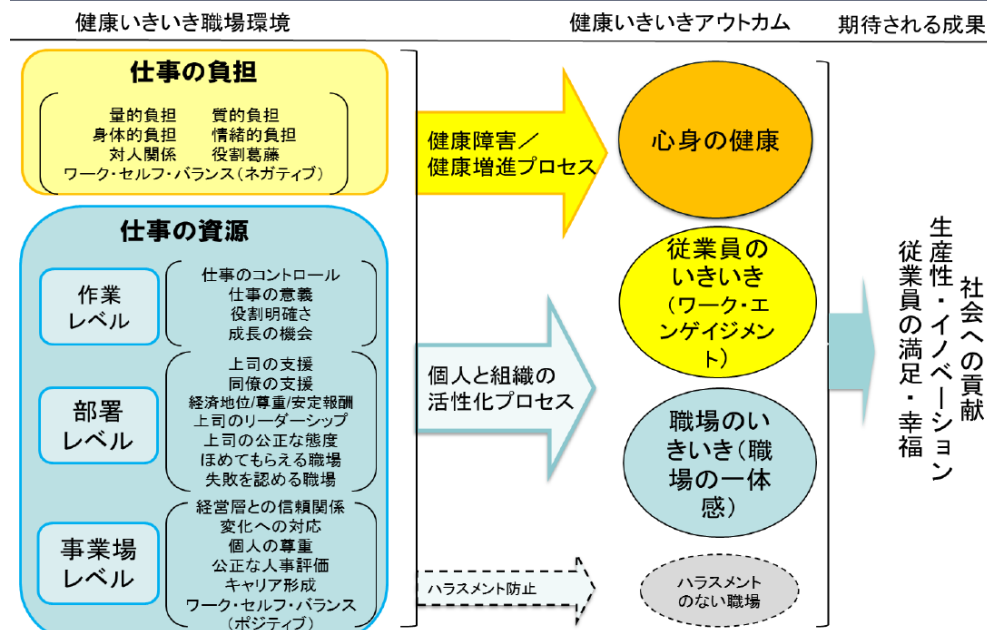 健康いきいき職場環境
健康いきいきアウトカム
期待される成果
仕事の負担
量的負担 質的負担
身体的負担 情緒的負担
対人関係 役割葛藤
ワーク・セルフ・バランス(ネガティブ)
健康障害／
健康増進プロセス
心身の健康
仕事の資源
作業
レベル
仕事のコントロール
仕事の意義
役割明確さ
成長の機会
部署
レベル
上司の支援
同僚の支援
経済地位/尊重/安定報酬
上司のリーダーシップ
上司の公正な態度
ほめてもらえる職場
失敗を認める職場
事業場
レベル
経営層との信頼関係
変化への対応
個人の尊重
公正な人事評価
キャリア形成
ワーク・セルフ・バランス
(ポジティブ)
個人と組織の
活性化プロセス
従業員の
いきいき
(ワーク・エ
ンゲイジメン
ト)
職場のい
きいき(職
場の一体
感)
ハラスメント防止
ハラスメント
のない職場
社会への貢献
生産性・イノベーション
従業員の満足・幸福